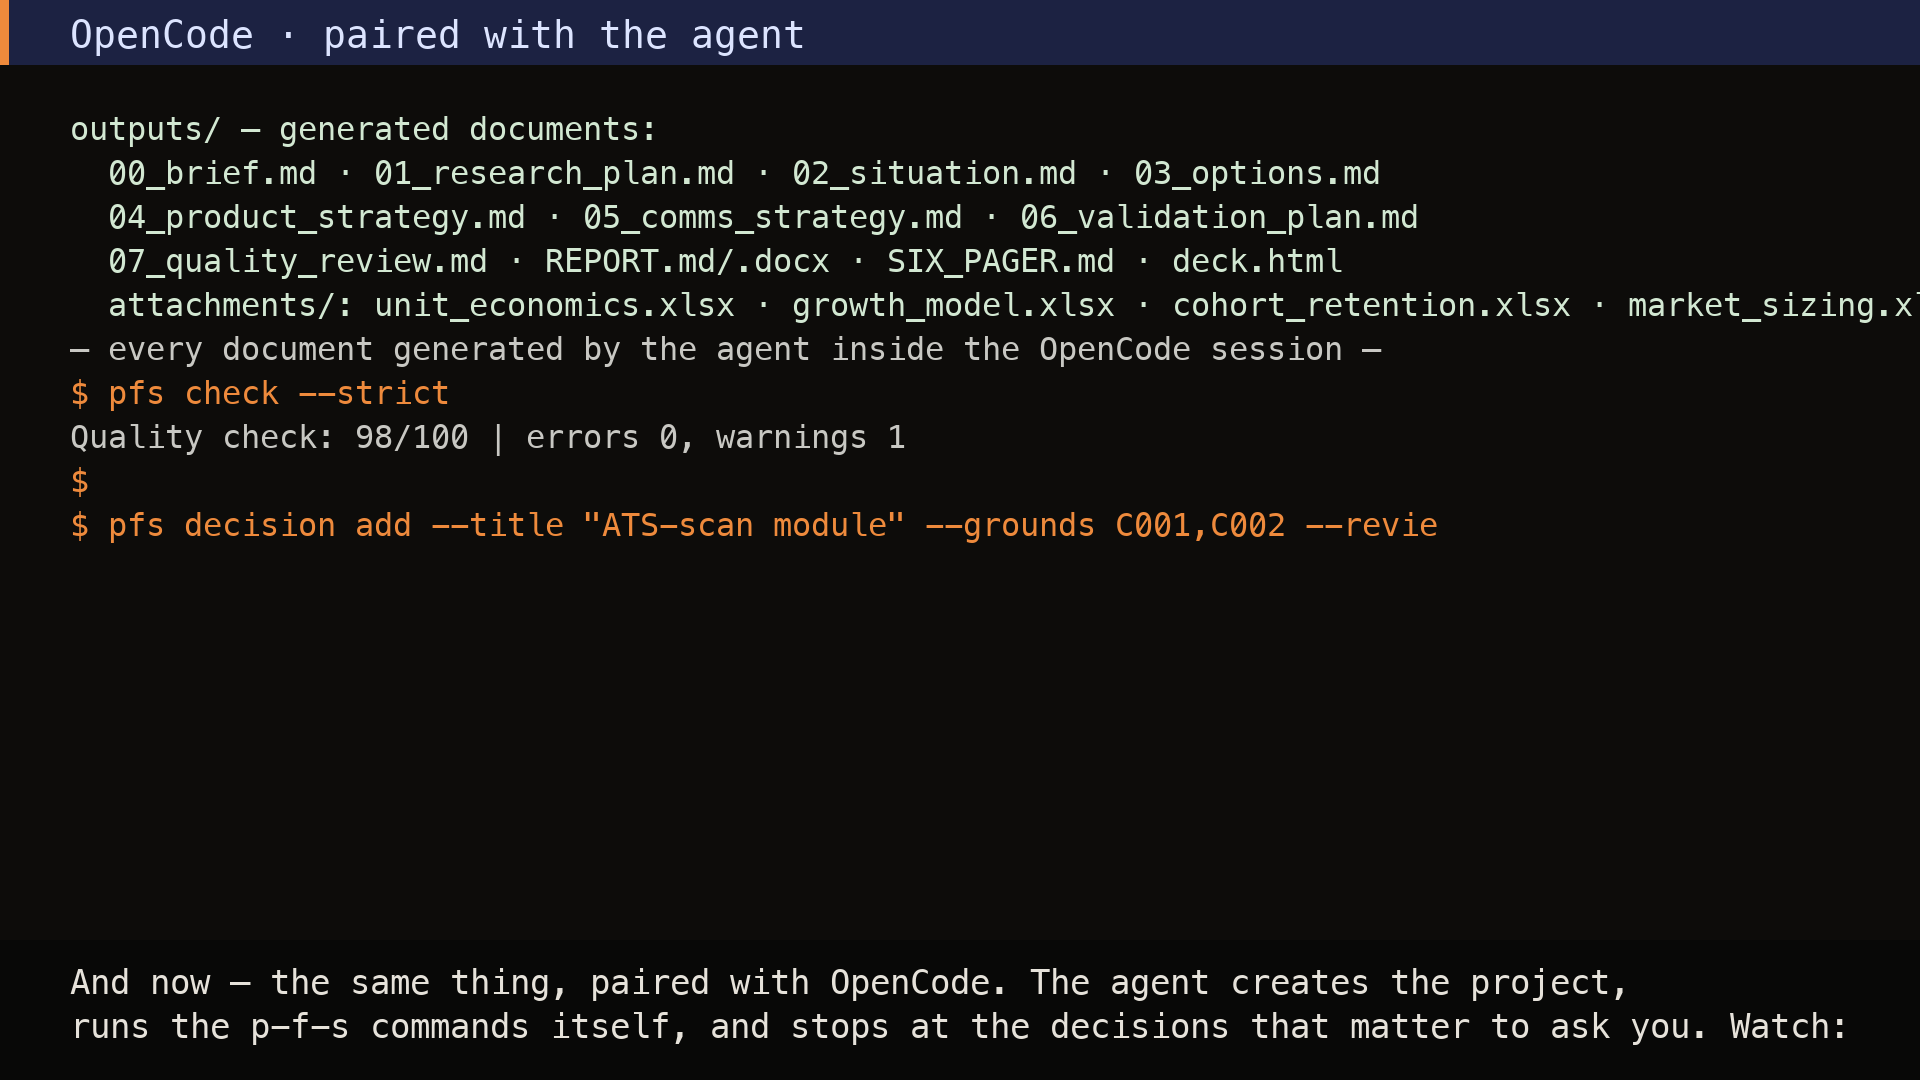 OpenCode · paired with the agent
outputs/ — generated documents:
00_brief.md · 01_research_plan.md · 02_situation.md · 03_options.md
04_product_strategy.md · 05_comms_strategy.md · 06_validation_plan.md
07_quality_review.md · REPORT.md/.docx · SIX_PAGER.md · deck.html
attachments/: unit_economics.xlsx · growth_model.xlsx · cohort_retention.xlsx · market_sizing.xl
— every document generated by the agent inside the OpenCode session —
$ pfs check --strict
Quality check: 98/100 | errors 0, warnings 1
$
$ pfs decision add --title "ATS-scan module" --grounds C001,C002 --revie
And now — the same thing, paired with OpenCode. The agent creates the project,
runs the p-f-s commands itself, and stops at the decisions that matter to ask you. Watch: